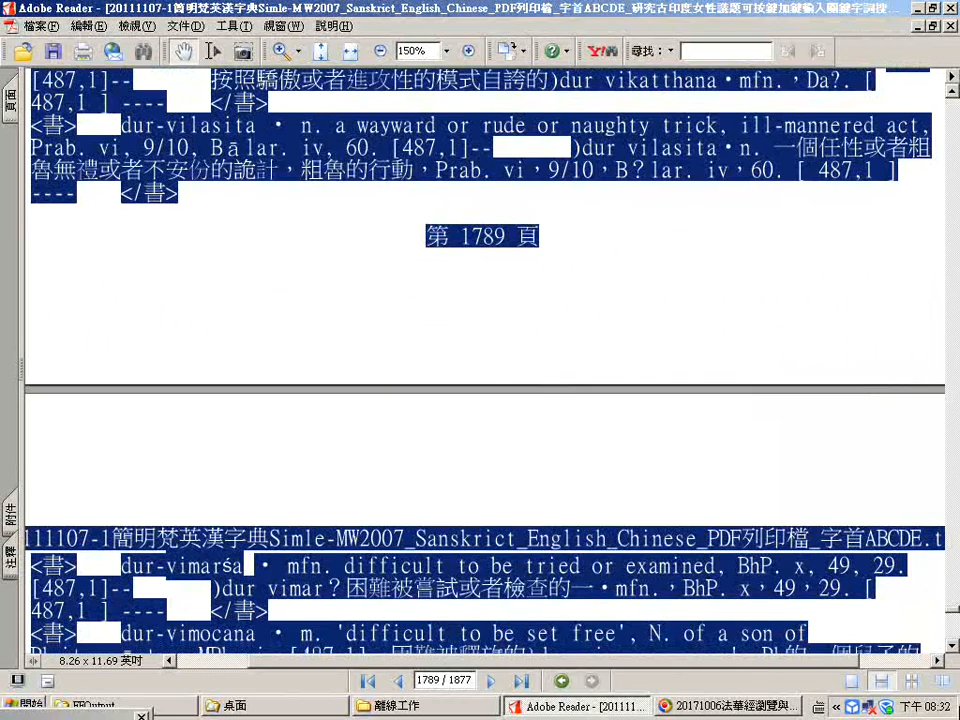 Adobe Reader - [20111107-1簡明梵英漢字典Simle-MW2007_Sanskrict_English_Chinese_PDF列印檔_字首ABCDE_研究古印度女性議題可按鍵加鍵輸入關鍵字詞搜...
檔案(F) 編輯(E) 檢視(V) 文件(D) 工具(T) 視窗(W) 說明(H)
150% Y! 尋找:
頁面
[487,1]-- 按照驕傲或者進攻性的模式自誇的)dur vikatthana·mfn. ,Da?. [
487,1 ] ---- </書>
<書> dur-vilasita · n. a wayward or rude or naughty trick, ill-mannered act,
Prab. vi, 9/10, Bālar. iv, 60. [487,1]-- )dur vilasita·n. 一個任性或者粗
魯無禮或者不安份的詭計，粗魯的行動，Prab. vi，9/10, B？lar. iv，60. [ 487,1 ]
---- </書>
第 1789 頁
111107-1簡明梵英漢字典Simle-MW2007_Sanskrict_English_Chinese_PDF列印檔_字首ABCDE.t
<書> dur-vimarśa · mfn. difficult to be tried or examined, BhP. x, 49, 29.
[487,1]-- )dur vimar？困難被嘗試或者檢查的一·mfn.，BhP. x，49，29. [
487,1 ] ---- </書>
<書> dur-vimocana · m. 'difficult to be set free', N. of a son of
附件
注釋
8.26 x 11.69 英吋
1789 / 1877
開始 FFOutput 桌面 離線工作 Adobe Reader - [201111... 20171006法華經瀏覽與... 下午 08:32